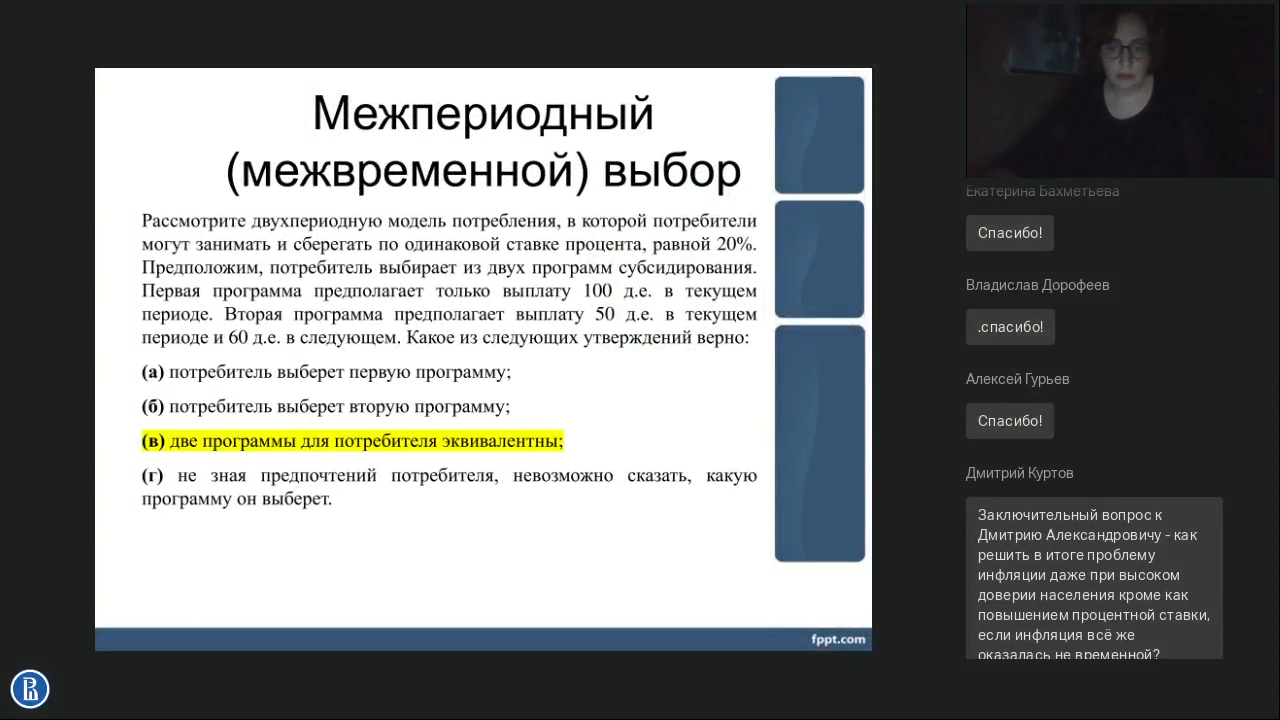 Межпериодный
(межвременной) выбор
Рассмотрите двухпериодную модель потребления, в которой потребители
могут занимать и сберегать по одинаковой ставке процента, равной 20%.
Предположим, потребитель выбирает из двух программ субсидирования.
Первая программа предполагает только выплату 100 д.е. в текущем
периоде. Вторая программа предполагает выплату 50 д.е. в текущем
периоде и 60 д.е. в следующем. Какое из следующих утверждений верно:
(а) потребитель выберет первую программу;
(б) потребитель выберет вторую программу;
(в) две программы для потребителя эквивалентны;
(г) не зная предпочтений потребителя, невозможно сказать, какую
программу он выберет.
fppt.com
Екатерина Бахметьева
Спасибо!
Владислав Дорофеев
.спасибо!
Алексей Гурьев
Спасибо!
Дмитрий Куртов
Заключительный вопрос к
Дмитрию Александровичу - как
решить в итоге проблему
инфляции даже при высоком
доверии населения кроме как
повышением процентной ставки,
если инфляция всё же
оказалась не временной?